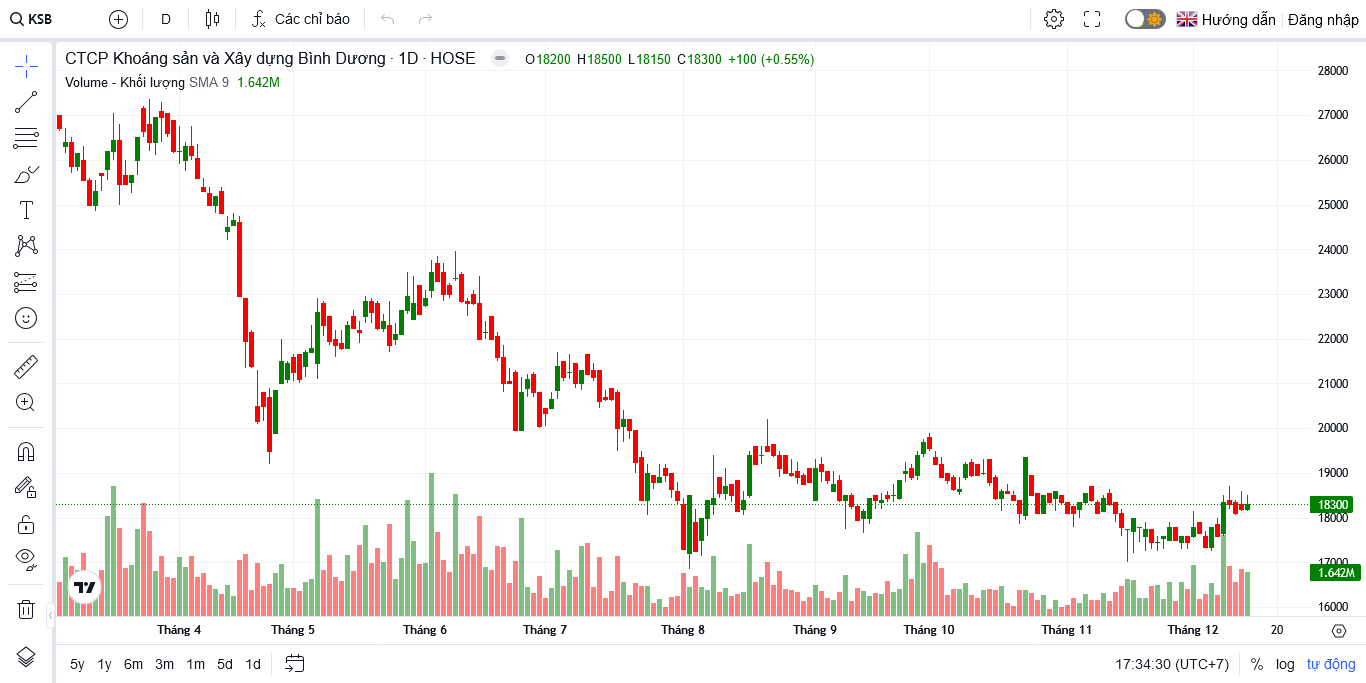 KSB D Các chỉ báo Hướng dẫn Đăng nhập
CTCP Khoáng sản và Xây dựng Bình Dương · 1D · HOSE O18200 H18500 L18150 C18300 +100 (+0.55%)
Volume - Khối lượng SMA 9 1.642M
28000
27000
26000
25000
24000
23000
22000
21000
20000
19000
18300
18000
17000
1.642M
16000
Tháng 4 Tháng 5 Tháng 6 Tháng 7 Tháng 8 Tháng 9 Tháng 10 Tháng 11 Tháng 12 20
5y 1y 6m 3m 1m 5d 1d 17:34:30 (UTC+7) % log tự động